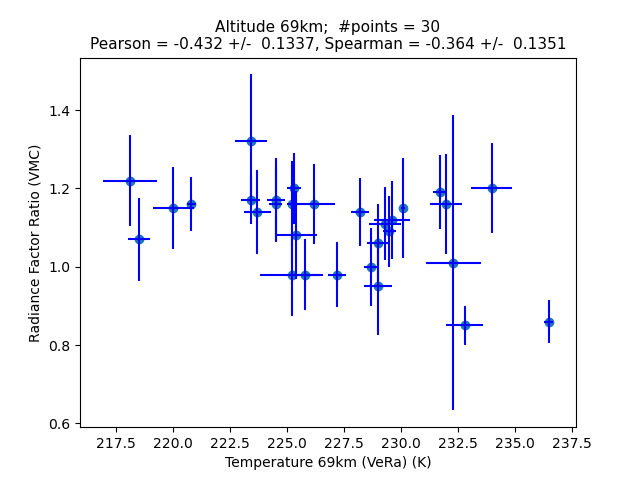 Altitude 69km;  #points = 30
Pearson = -0.432 +/-  0.1337, Spearman = -0.364 +/-  0.1351
Radiance Factor Ratio (VMC)
1.4
1.2
1.0
0.8
0.6
217.5 220.0 222.5 225.0 227.5 230.0 232.5 235.0 237.5
Temperature 69km (VeRa) (K)